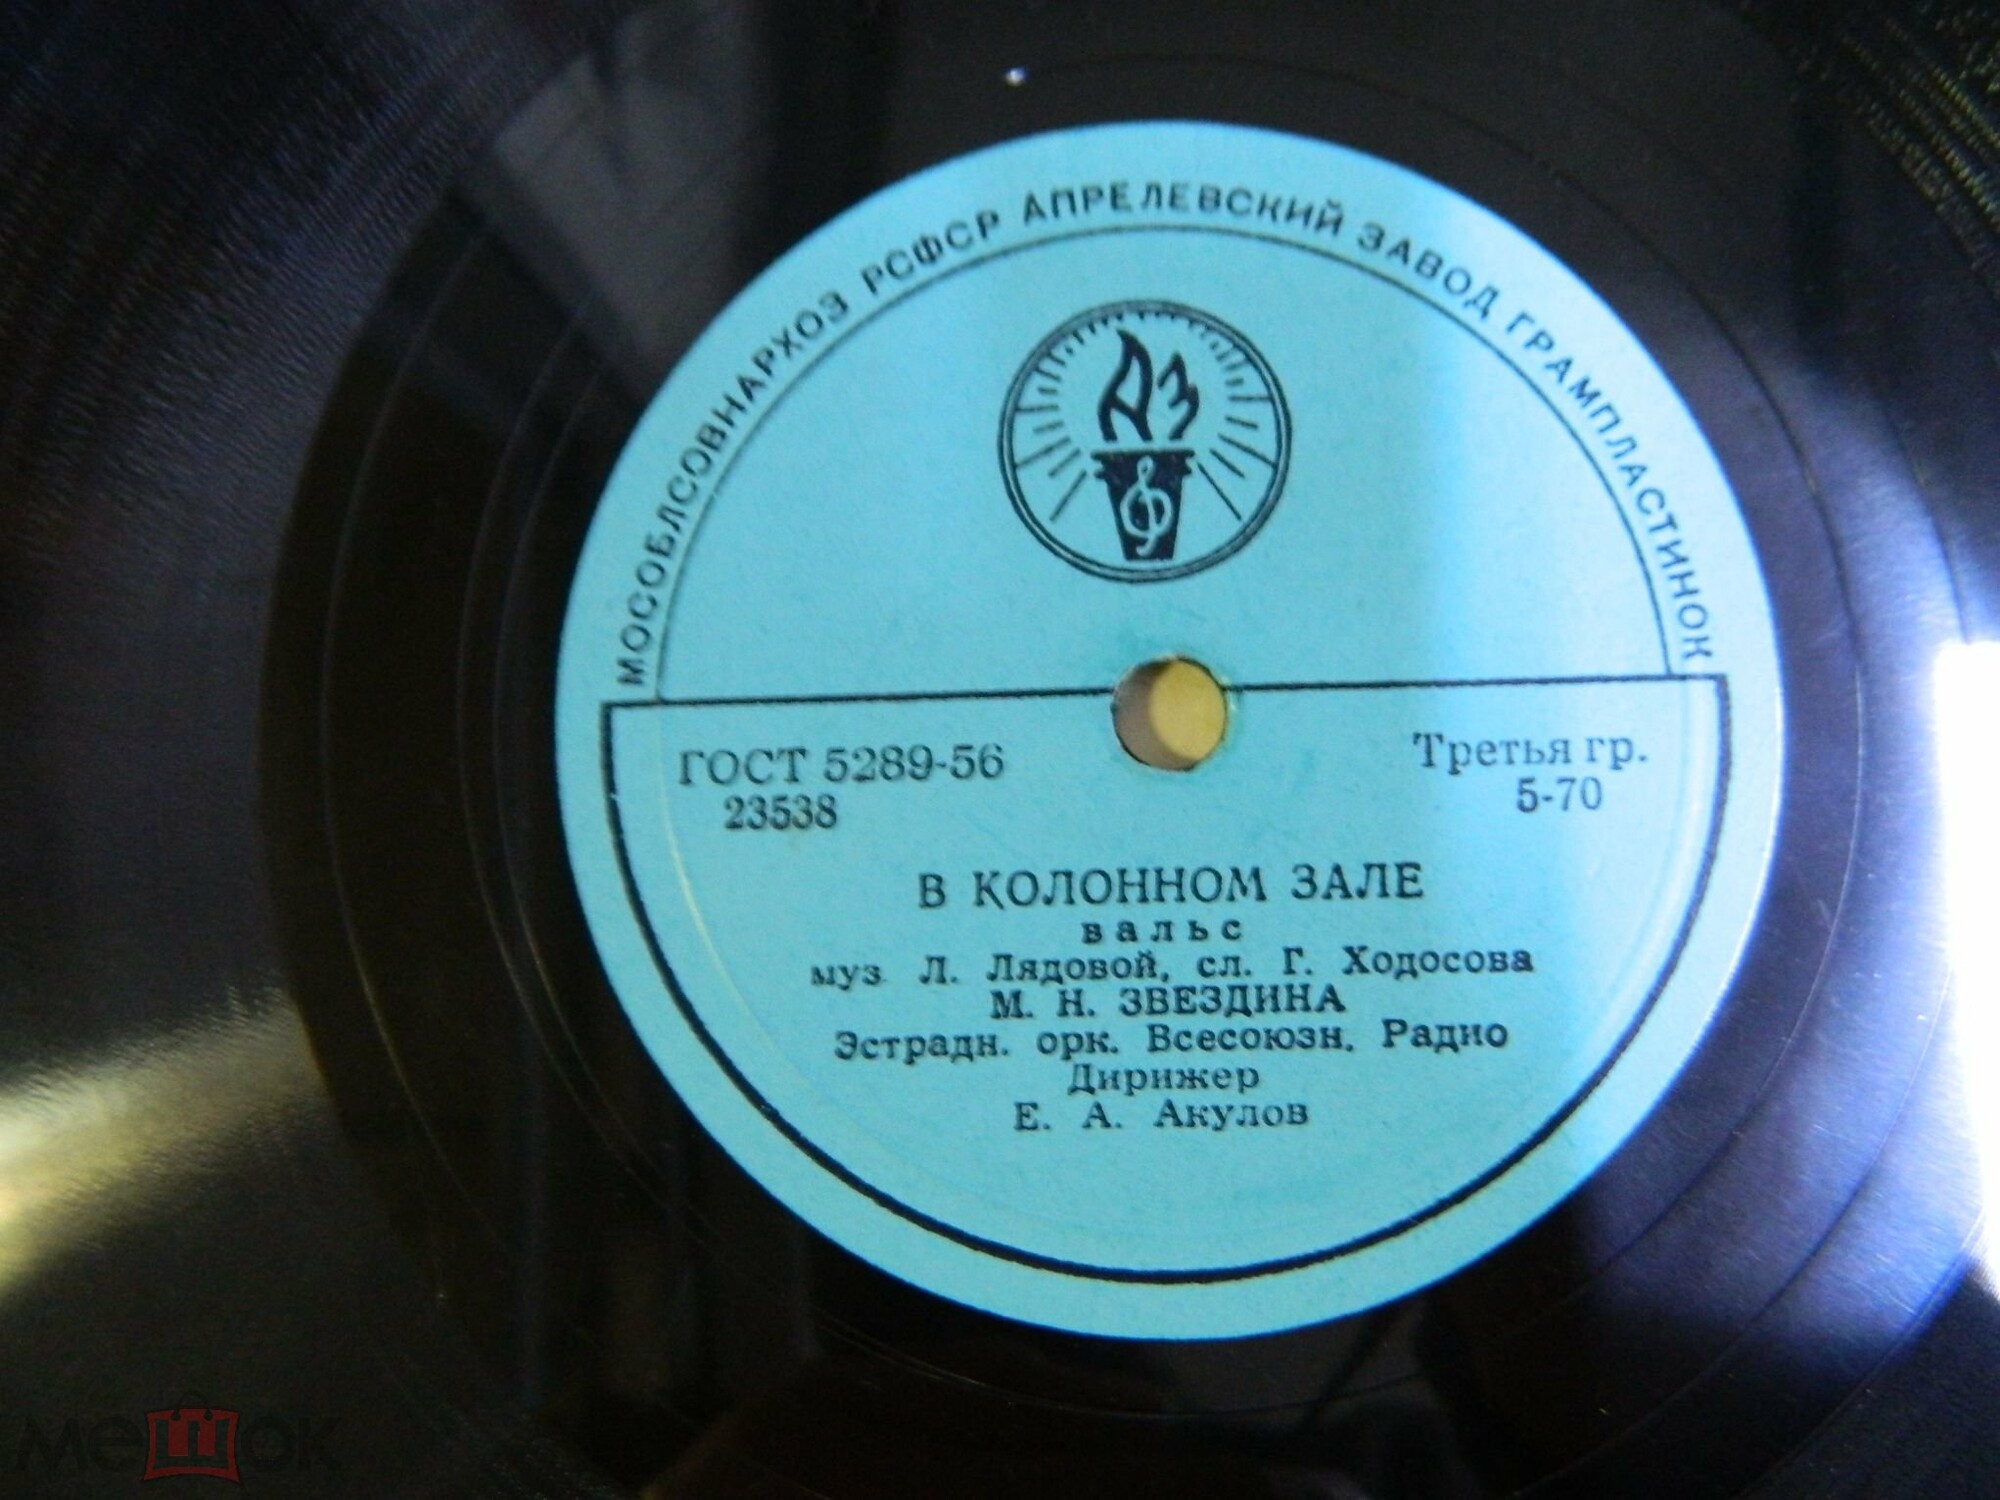 МОСОБЛСОВНАРХОЗ РСФСР АПРЕЛЕВСКИЙ ЗАВОД ГРАМПЛАСТИНОК
АЗ
ГОСТ 5289-56
23538
Третья гр.
5-70
В КОЛОННОМ ЗАЛЕ
вальс
муз. Л. Лядовой, сл. Г. Ходосова
М. Н. ЗВЕЗДИНА
Эстрадн. орк. Всесоюзн. Радио
Дирижер
Е. А. Акулов
мешок